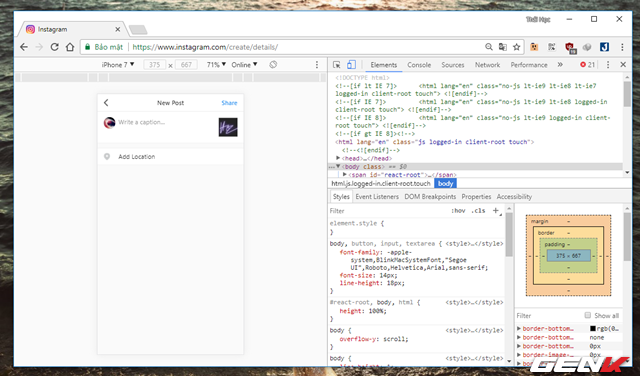 Thất Học
Instagram
Bảo mật
https://www.instagram.com/create/details/
iPhone 7 ▼ 375 × 667 71% ▼ Online ▼
New Post
Share
Write a caption...
Add Location
Elements Console Sources Network Performance » 21
<!DOCTYPE html>
<!--[if lt IE 7]> <html lang="en" class="no-js lt-ie9 lt-ie8 lt-ie7
logged-in client-root touch"> <![endif]-->
<!--[if IE 7]> <html lang="en" class="no-js lt-ie9 lt-ie8 logged-in
client-root touch"> <![endif]-->
<!--[if IE 8]> <html lang="en" class="no-js lt-ie9 logged-in client-
root touch"> <![endif]-->
<!--[if gt IE 8]><!-->
<html lang="en" class="js logged-in client-root touch">
<!--<![endif]-->
<head>…</head>
<body class> == $0
<span id="react-root">…</span>
html.js.logged-in.client-root.touch body
Styles Event Listeners DOM Breakpoints Properties Accessibility
Filter :hov .cls +
element.style {
}
body, button, input, textarea { <style>…</style>
font-family: -apple-
system,BlinkMacSystemFont,"Segoe
UI",Roboto,Helvetica,Arial,sans-serif;
font-size: 14px;
line-height: 18px;
}
#react-root, body, html { <style>…</style>
height: 100%;
}
body { <style>…</style>
overflow-y: scroll;
}
body { <style>…</style>
margin –
border –
padding –
– – – 375 × 667 – – –
–
–
–
Filter Show all
border-bottom… rgb(0…
border-bottom… none
border-bottom… 0px
border-image-… 0px
GENK